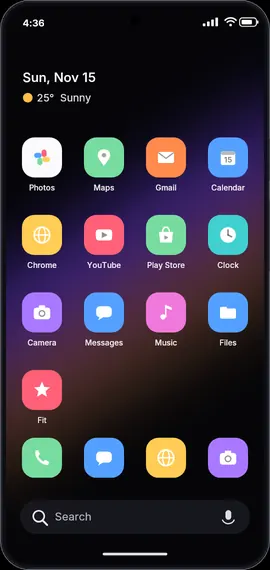 4:36
Sun, Nov 15
25° Sunny
Photos Maps Gmail Calendar
15
Chrome YouTube Play Store Clock
Camera Messages Music Files
Fit
Search